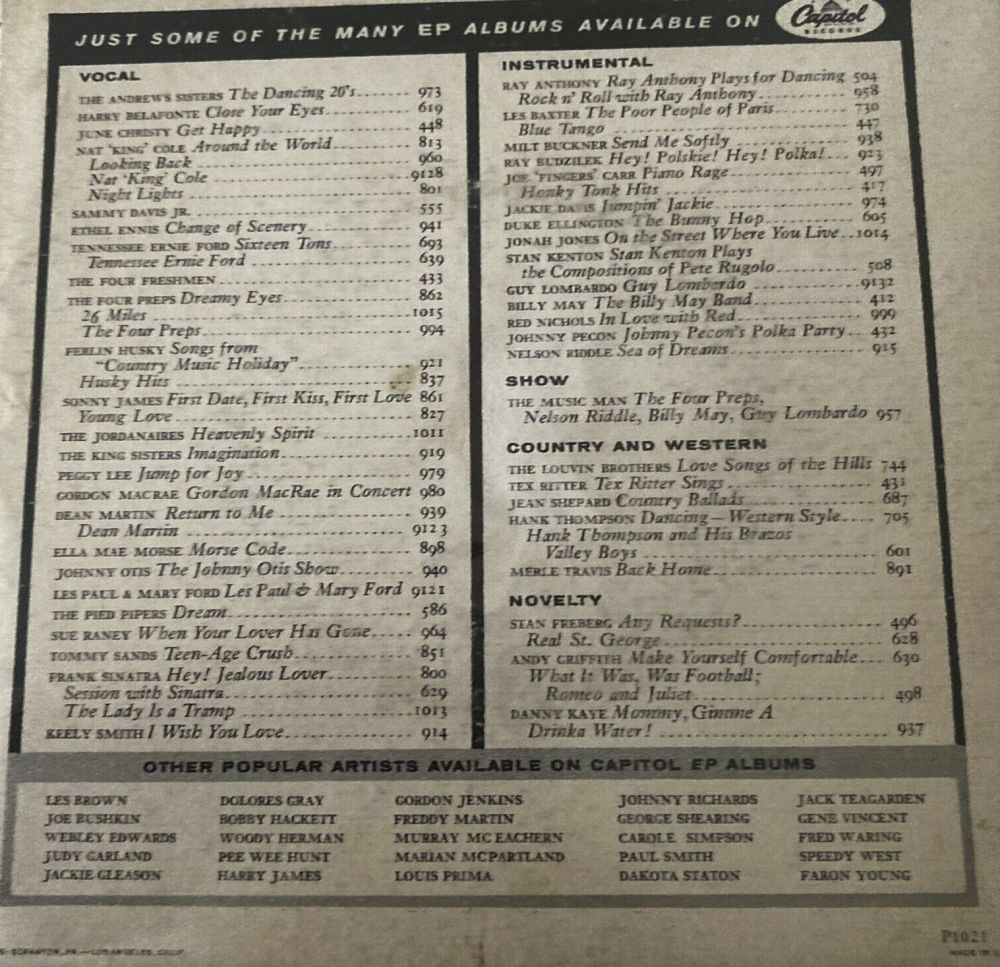 JUST SOME OF THE MANY EP ALBUMS AVAILABLE ON
Capitol
RECORDS
VOCAL
THE ANDREWS SISTERS The Dancing 20's....... 973
HARRY BELAFONTE Close Your Eyes............ 619
JUNE CHRISTY Get Happy.................... 448
NAT 'KING' COLE Around the World.......... 813
Looking Back ............................. 960
Nat 'King' Cole ..........................9128
Night Lights ............................. 801
SAMMY DAVIS JR. .......................... 555
ETHEL ENNIS Change of Scenery............. 941
TENNESSEE ERNIE FORD Sixteen Tons......... 693
Tennessee Ernie Ford ..................... 639
THE FOUR FRESHMEN ........................ 433
THE FOUR PREPS Dreamy Eyes................ 862
26 Miles .................................1015
The Four Preps............................ 994
FERLIN HUSKY Songs from
"Country Music Holiday"................... 921
Husky Hits ............................... 837
SONNY JAMES First Date, First Kiss, First Love 861
Young Love ............................... 827
THE JORDANAIRES Heavenly Spirit ..........1011
THE KING SISTERS Imagination.............. 919
PEGGY LEE Jump for Joy.................... 979
GORDON MACRAE Gordon MacRae in Concert 980
DEAN MARTIN Return to Me ................. 939
Dean Martin .............................. 9123
ELLA MAE MORSE Morse Code................. 898
JOHNNY OTIS The Johnny Otis Show.......... 940
LES PAUL & MARY FORD Les Paul & Mary Ford 9121
THE PIED PIPERS Dream..................... 586
SUE RANEY When Your Lover Has Gone..... 964
TOMMY SANDS Teen-Age Crush................ 851
FRANK SINATRA Hey! Jealous Lover.......... 800
Session with Sinatra...................... 629
The Lady Is a Tramp ......................1013
KEELY SMITH I Wish You Love............... 914
INSTRUMENTAL
RAY ANTHONY Ray Anthony Plays for Dancing 504
Rock n' Roll with Ray Anthony............. 958
LES BAXTER The Poor People of Paris....... 730
Blue Tango ............................... 447
MILT BUCKNER Send Me Softly .............. 938
RAY BUDZILEK Hey! Polskie! Hey! Polka!... 923
JOE 'FINGERS' CARR Piano Rage............. 497
Honky Tonk Hits .......................... 417
JACKIE DAVIS Jumpin' Jackie............... 974
DUKE ELLINGTON The Bunny Hop.............. 605
JONAH JONES On the Street Where You Live..1014
STAN KENTON Stan Kenton Plays
the Compositions of Pete Rugolo........... 508
GUY LOMBARDO Guy Lombardo ................9132
BILLY MAY The Billy May Band.............. 412
RED NICHOLS In Love with Red.............. 999
JOHNNY PECON Johnny Pecon's Polka Party.. 432
NELSON RIDDLE Sea of Dreams............... 915
SHOW
THE MUSIC MAN The Four Preps,
Nelson Riddle, Billy May, Guy Lombardo 957
COUNTRY AND WESTERN
THE LOUVIN BROTHERS Love Songs of the Hills 744
TEX RITTER Tex Ritter Sings............... 431
JEAN SHEPARD Country Ballads.............. 687
HANK THOMPSON Dancing—Western Style.... 705
Hank Thompson and His Brazos
Valley Boys .............................. 601
MERLE TRAVIS Back Home.................... 891
NOVELTY
STAN FREBERG Any Requests?................ 496
Real St. George........................... 628
ANDY GRIFFITH Make Yourself Comfortable... 630
What It Was, Was Football;
Romeo and Juliet.......................... 498
DANNY KAYE Mommy, Gimme A
Drinka Water! ............................ 937
OTHER POPULAR ARTISTS AVAILABLE ON CAPITOL EP ALBUMS
LES BROWN DOLORES GRAY GORDON JENKINS JOHNNY RICHARDS JACK TEAGARDEN
JOE BUSHKIN BOBBY HACKETT FREDDY MARTIN GEORGE SHEARING GENE VINCENT
WEBLEY EDWARDS WOODY HERMAN MURRAY MC EACHERN CAROLE SIMPSON FRED WARING
JUDY GARLAND PEE WEE HUNT MARIAN MCPARTLAND PAUL SMITH SPEEDY WEST
JACKIE GLEASON HARRY JAMES LOUIS PRIMA DAKOTA STATON FARON YOUNG
P1021
SCRANTON, PA.—LOS ANGELES, CALIF.
MADE IN